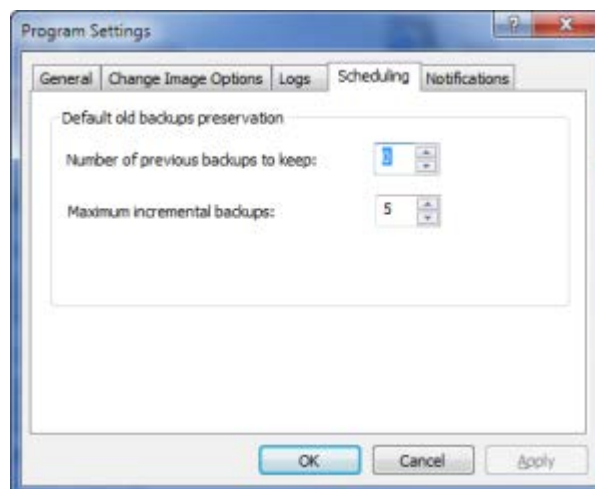 Program Settings
General Change Image Options Logs Scheduling Notifications
Default old backups preservation
Number of previous backups to keep: 0
Maximum incremental backups: 5
OK Cancel Apply